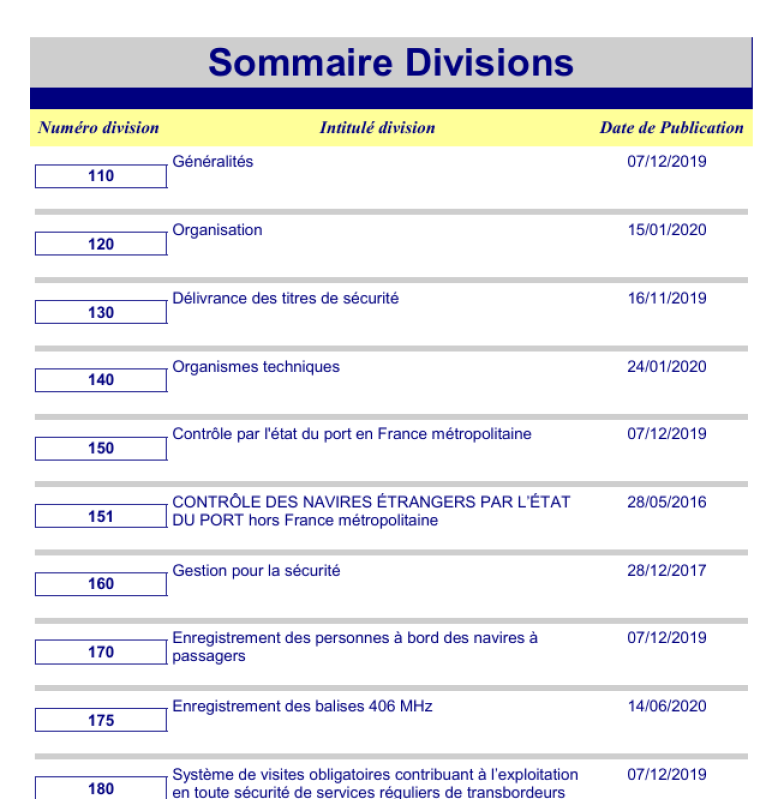 Sommaire Divisions
Numéro division Intitulé division Date de Publication
110 Généralités 07/12/2019
120 Organisation 15/01/2020
130 Délivrance des titres de sécurité 16/11/2019
140 Organismes techniques 24/01/2020
150 Contrôle par l'état du port en France métropolitaine 07/12/2019
151 CONTRÔLE DES NAVIRES ÉTRANGERS PAR L’ÉTAT 28/05/2016
DU PORT hors France métropolitaine
160 Gestion pour la sécurité 28/12/2017
170 Enregistrement des personnes à bord des navires à 07/12/2019
passagers
175 Enregistrement des balises 406 MHz 14/06/2020
180 Système de visites obligatoires contribuant à l’exploitation 07/12/2019
en toute sécurité de services réguliers de transbordeurs